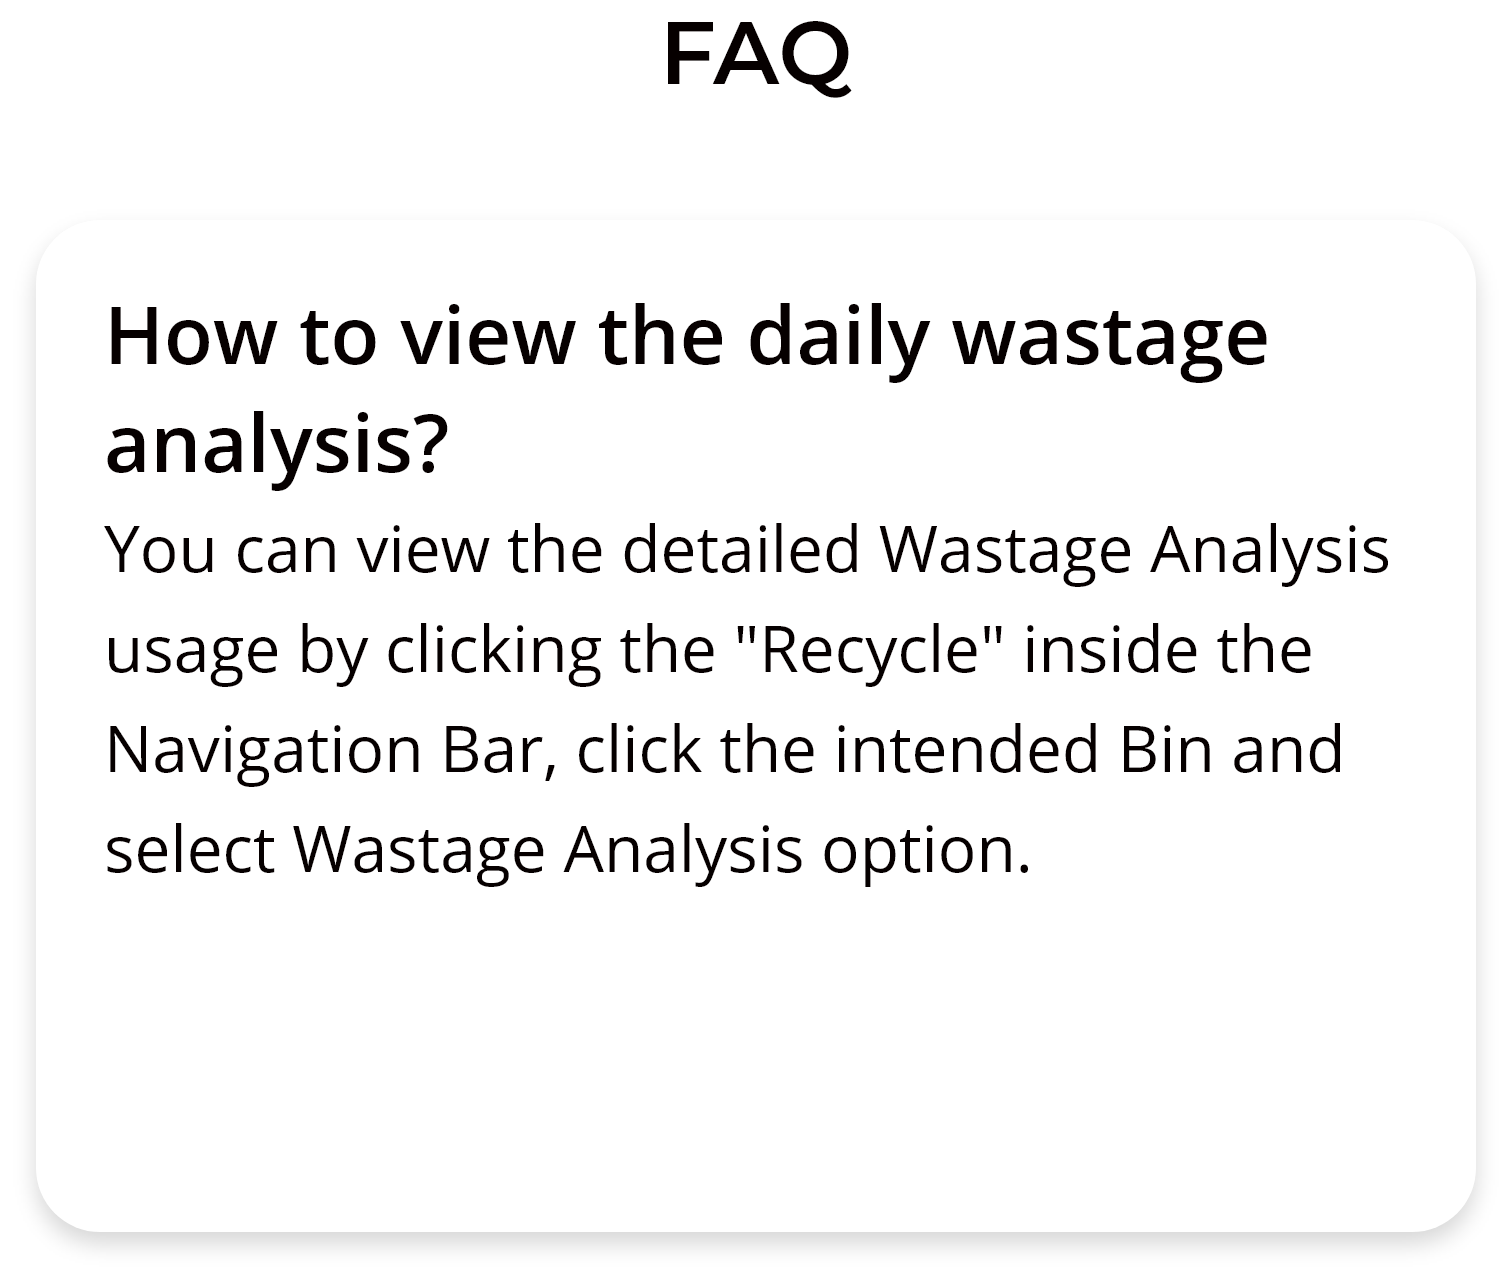 FAQ
How to view the daily wastage
analysis?
You can view the detailed Wastage Analysis
usage by clicking the "Recycle" inside the
Navigation Bar, click the intended Bin and
select Wastage Analysis option.